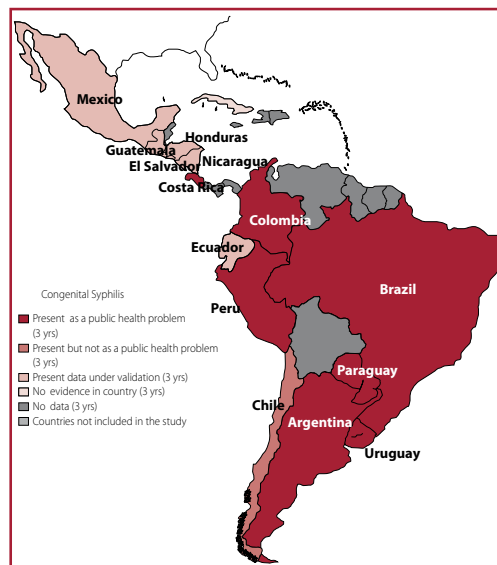 Mexico
Honduras
Guatemala
El Salvador
Nicaragua
Costa Rica
Colombia
Ecuador
Brazil
Congenital Syphilis
Peru
Present as a public health problem
(3 yrs)
Present but not as a public health problem
(3 yrs)
Present data under validation (3 yrs)
No evidence in country (3 yrs)
No data (3 yrs)
Countries not included in the study
Paraguay
Chile
Argentina
Uruguay